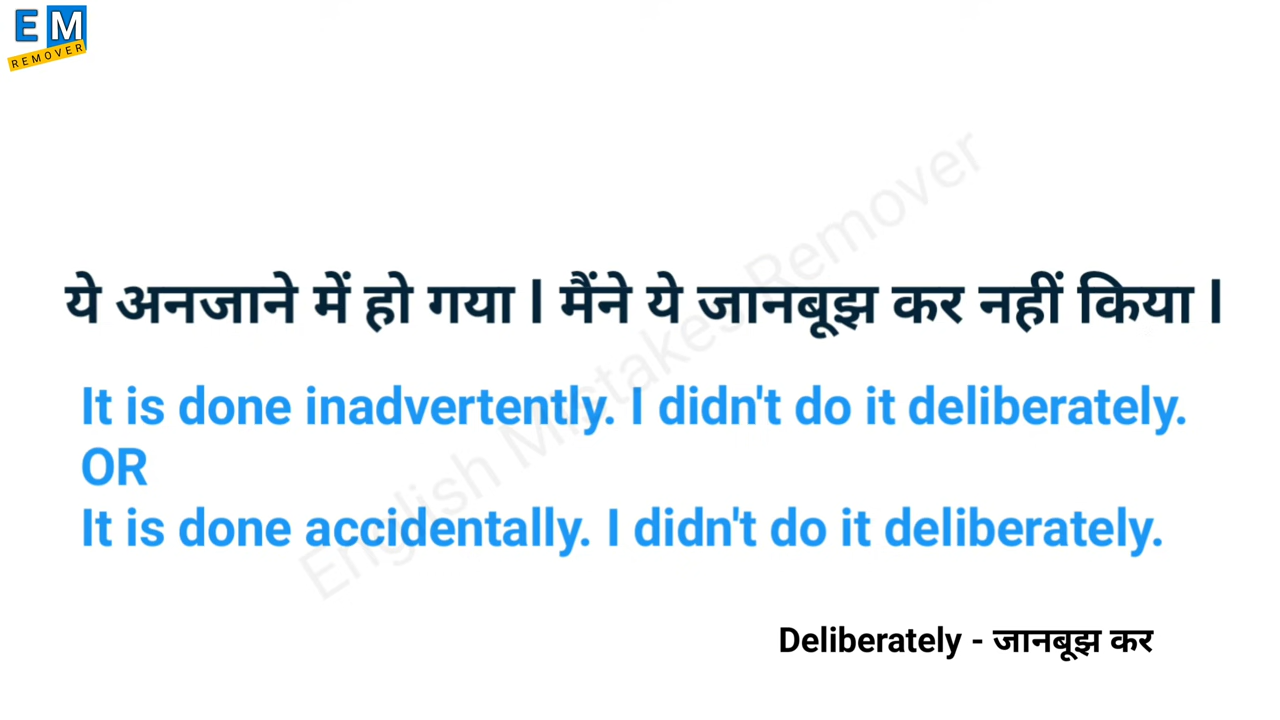 EM
REMOVER
ये अनजाने में हो गया । मैंने ये जानबूझ कर नहीं किया ।
It is done inadvertently. I didn't do it deliberately.
OR
It is done accidentally. I didn't do it deliberately.
English Mistakes Remover
Deliberately - जानबूझ कर